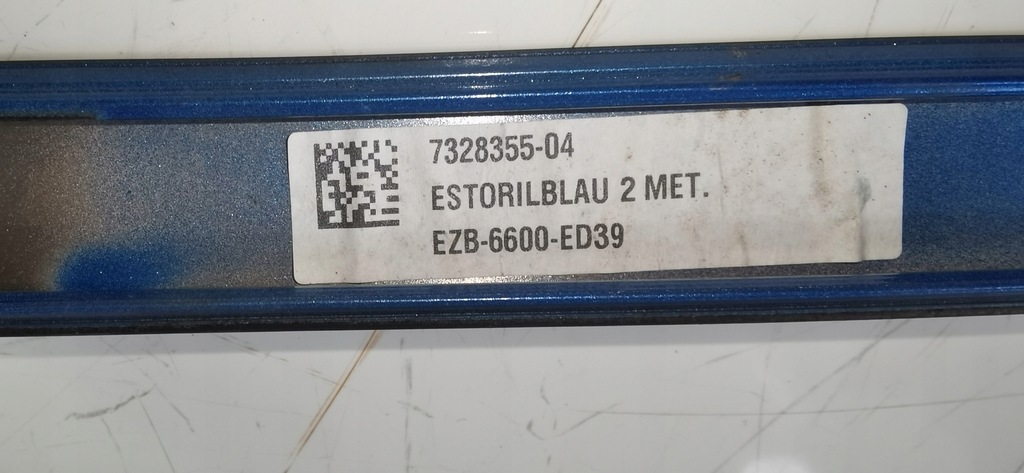 7328355-04
ESTORILBLAU 2 MET.
EZB-6600-ED39